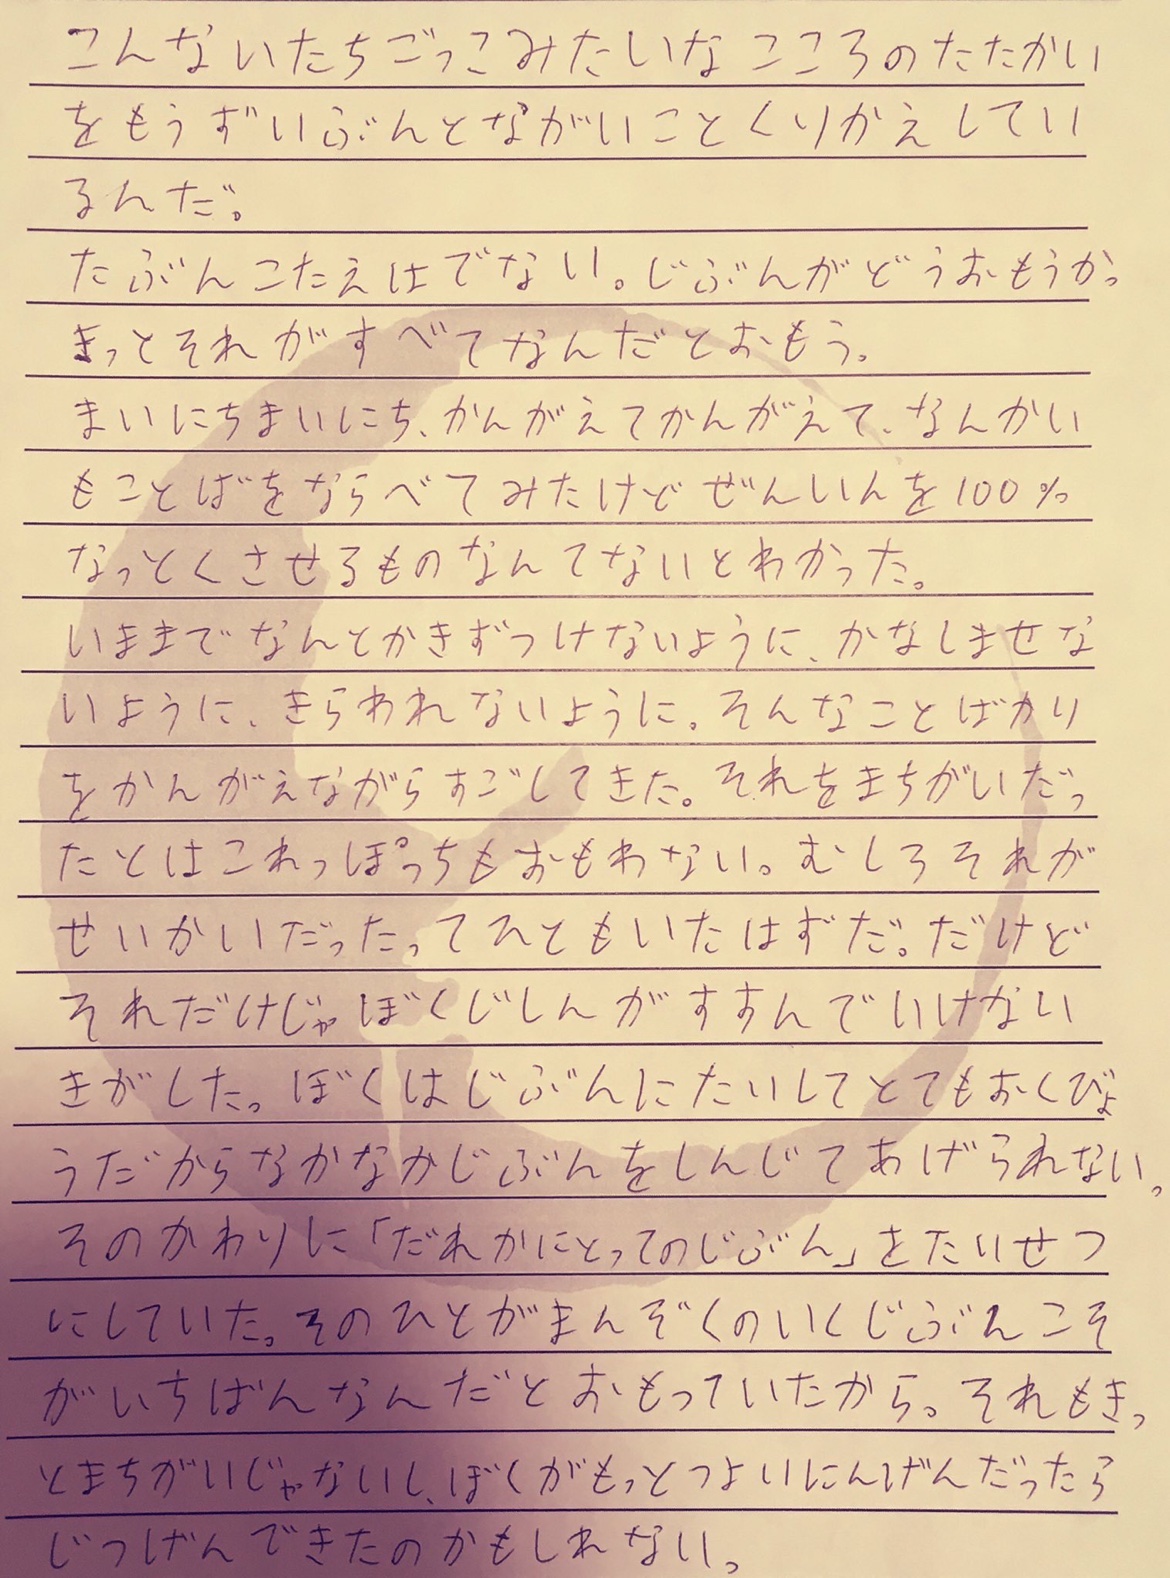 こんないたちごっこみたいなこころのたたかい
をもうずいぶんとながいことくりかえしてい
るんだ。
たぶんこたえはでない。じぶんがどうおもうか。
きっとそれがすべてなんだとおもう。
まいにちまいにち、かんがえてかんがえて、なんかい
もことばをならべてみたけどぜんいんを100%
なっとくさせるものなんてないとわかった。
いままでなんとかきずつけないように、かなしませな
いように、きらわれないように。そんなことばかり
をかんがえながらすごしてきた。それをまちがいだっ
たとはこれっぽっちもおもわない。むしろそれが
せいかいだったってひともいたはずだ。だけど
それだけじゃぼくじしんがすすんでいけない
きがした。ぼくはじぶんにたいしてとてもおくびょ
うだからなかなかじぶんをしんじてあげられない。
そのかわりに「だれかにとってのじぶん」をたいせつ
にしていた。そのひとがまんぞくのいくじぶんこそ
がいちばんなんだとおもっていたから。それもきっ
とまちがいじゃないし、ぼくがもっとつよいにんげんだったら
じつげんできたのかもしれない。